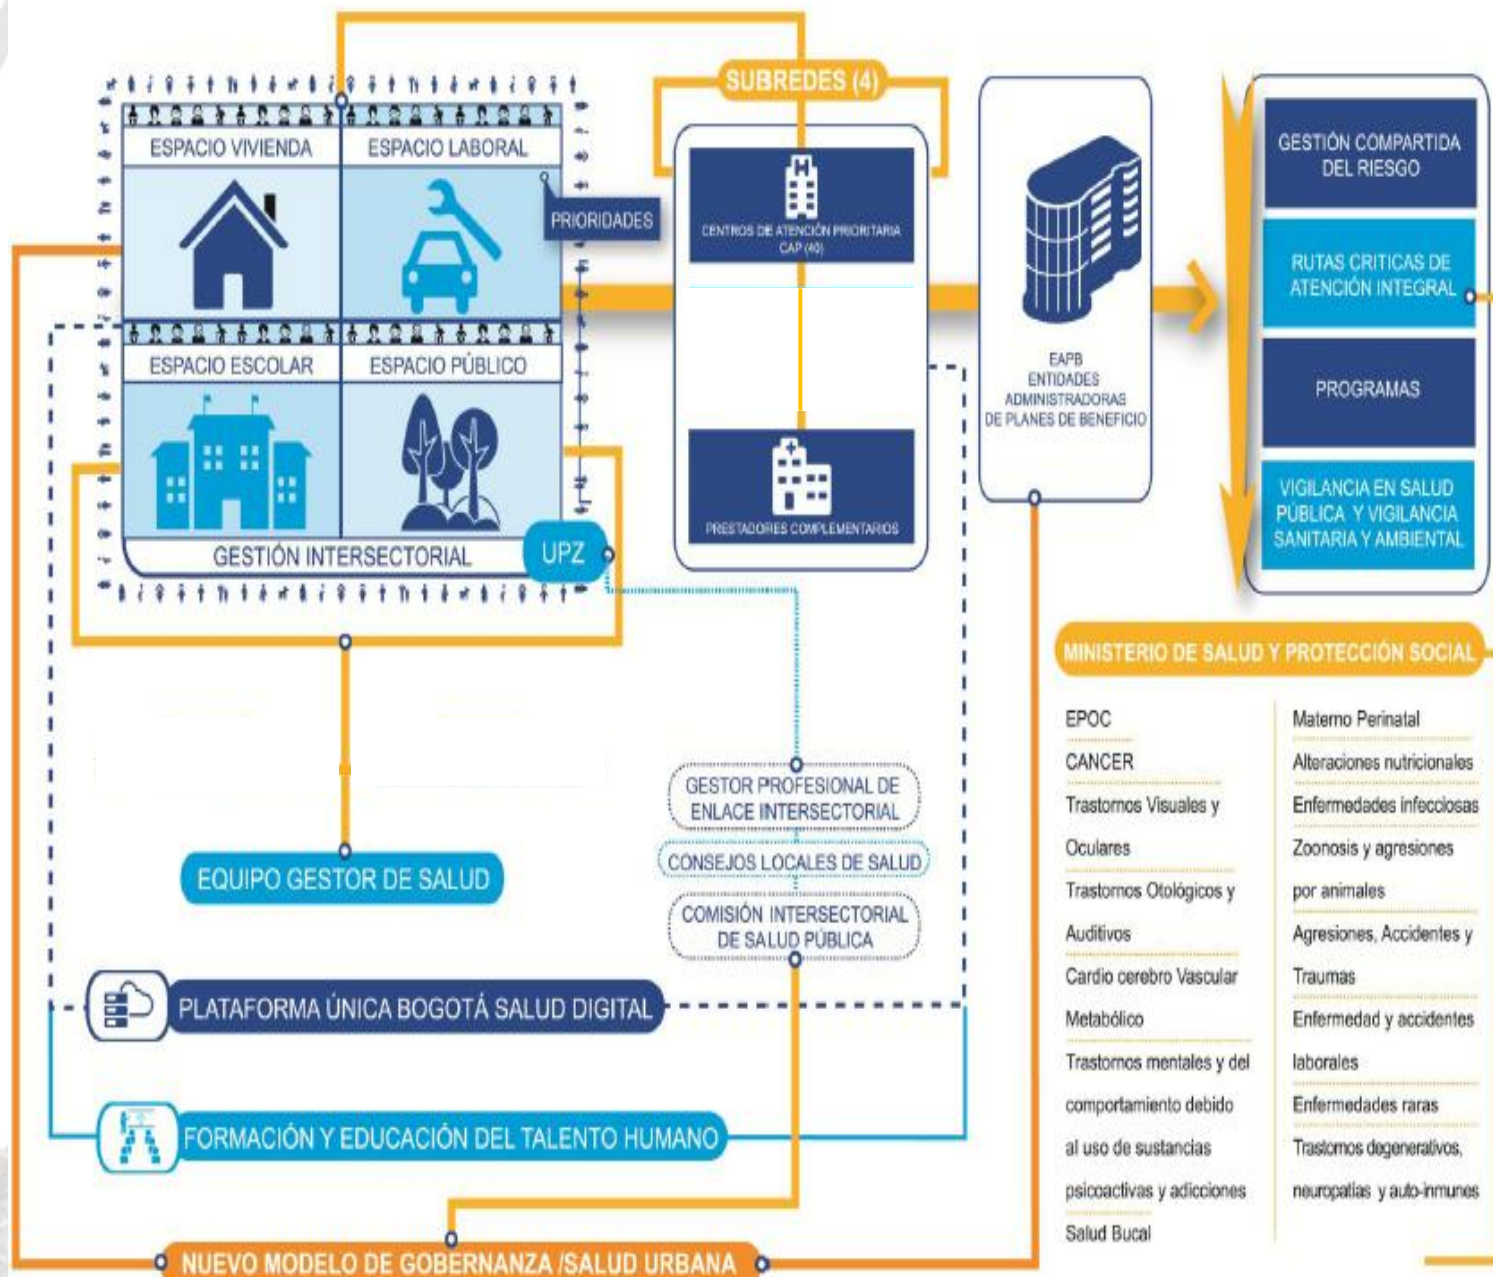 SUBREDES (4)
ESPACIO VIVIENDA
ESPACIO LABORAL
PRIORIDADES
ESPACIO ESCOLAR
ESPACIO PÚBLICO
GESTIÓN INTERSECTORIAL
UPZ
CENTROS DE ATENCIÓN PRIORITARIA
CAP (40)
PRESTADORES COMPLEMENTARIOS
EAPB
ENTIDADES
ADMINISTRADORAS
DE PLANES DE BENEFICIO
GESTIÓN COMPARTIDA
DEL RIESGO
RUTAS CRITICAS DE
ATENCIÓN INTEGRAL
PROGRAMAS
VIGILANCIA EN SALUD
PÚBLICA Y VIGILANCIA
SANITARIA Y AMBIENTAL
EQUIPO GESTOR DE SALUD
GESTOR PROFESIONAL DE
ENLACE INTERSECTORIAL
CONSEJOS LOCALES DE SALUD
COMISIÓN INTERSECTORIAL
DE SALUD PÚBLICA
PLATAFORMA ÚNICA BOGOTÁ SALUD DIGITAL
FORMACIÓN Y EDUCACIÓN DEL TALENTO HUMANO
NUEVO MODELO DE GOBERNANZA /SALUD URBANA
MINISTERIO DE SALUD Y PROTECCIÓN SOCIAL
EPOC
CANCER
Trastornos Visuales y
Oculares
Trastornos Otológicos y
Auditivos
Cardio cerebro Vascular
Metabólico
Trastornos mentales y del
comportamiento debido
al uso de sustancias
psicoactivas y adicciones
Salud Bucal
Materno Perinatal
Alteraciones nutricionales
Enfermedades infecciosas
Zoonosis y agresiones
por animales
Agresiones, Accidentes y
Traumas
Enfermedad y accidentes
laborales
Enfermedades raras
Trastornos degenerativos,
neuropatías y auto-inmunes